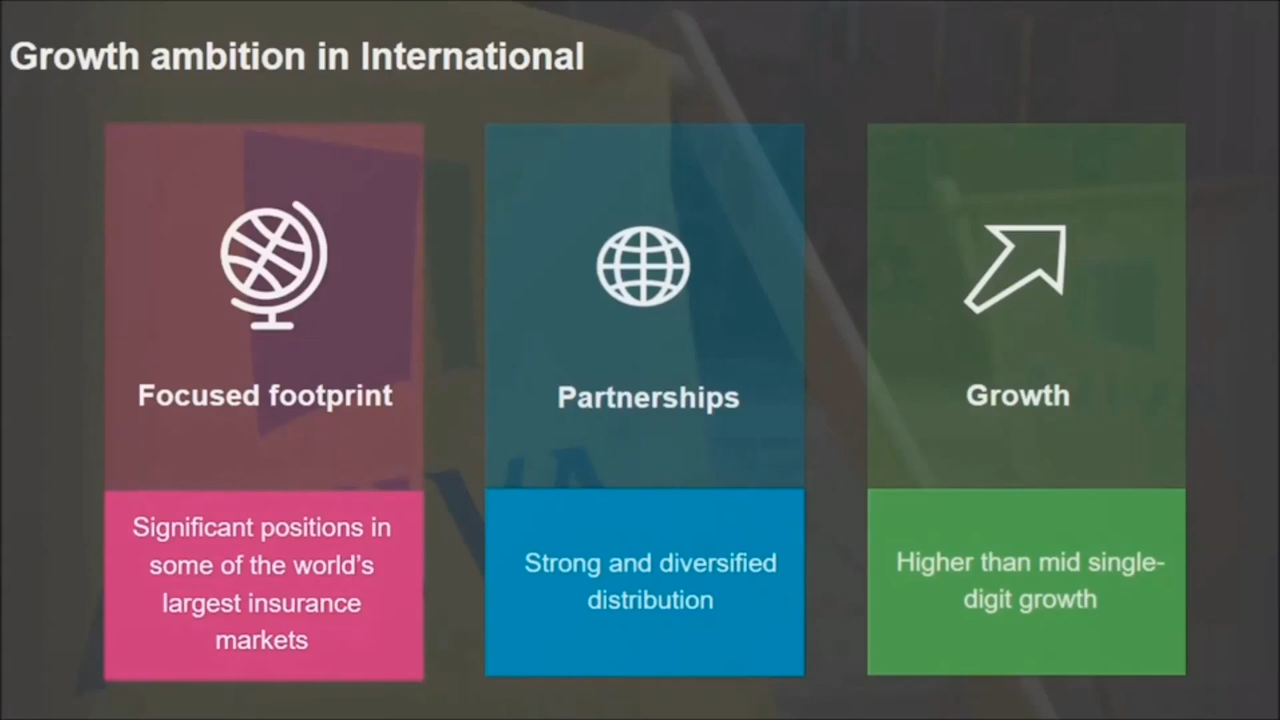 Growth ambition in International
Focused footprint
Significant positions in
some of the world's
largest insurance
markets
Partnerships
Strong and diversified
distribution
Growth
Higher than mid single-
digit growth